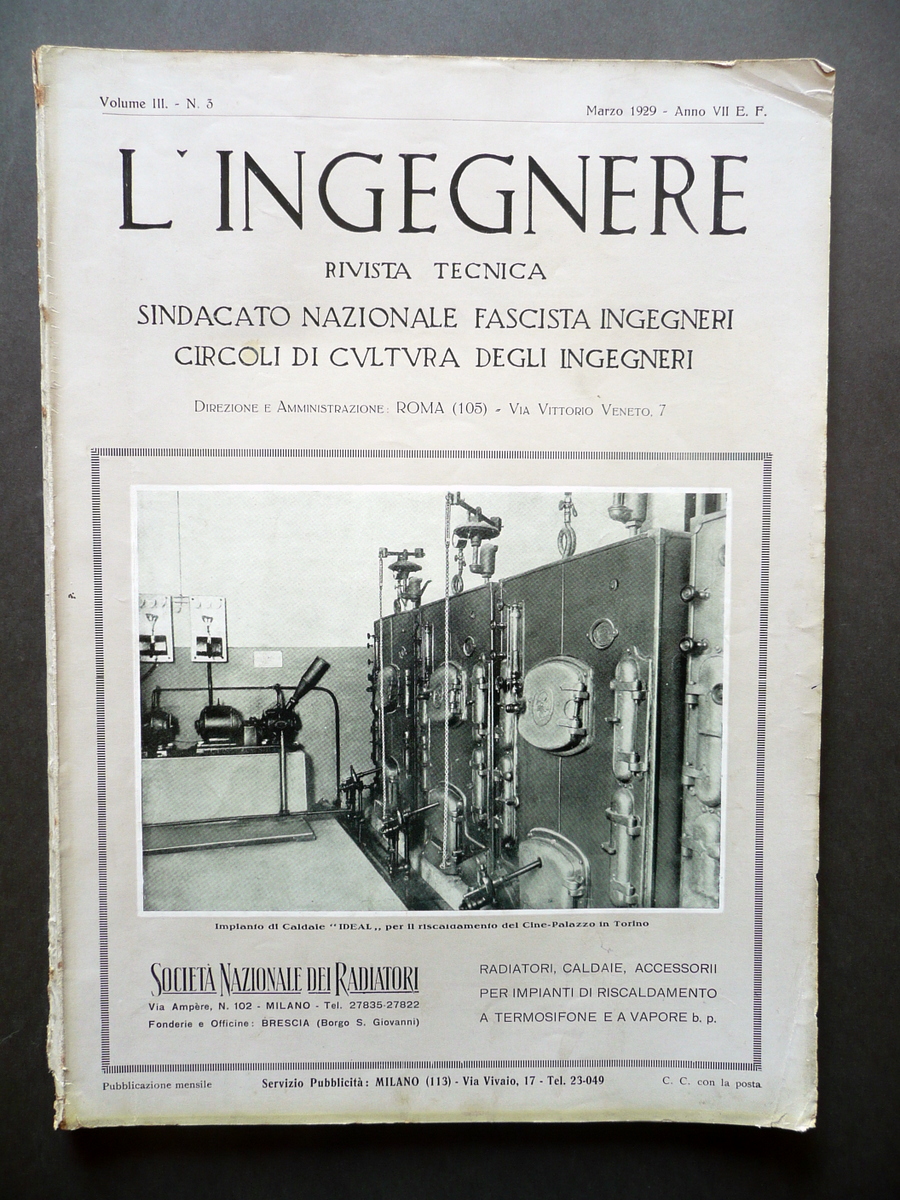 Volume III. - N. 3
Marzo 1929 - Anno VII E. F.
L'INGEGNERE
RIVISTA TECNICA
SINDACATO NAZIONALE FASCISTA INGEGNERI
CIRCOLI DI CVLTVRA DEGLI INGEGNERI
Direzione e Amministrazione: ROMA (105) - Via Vittorio Veneto, 7
Impianto di Caldaie "IDEAL,, per il riscaldamento del Cine-Palazzo in Torino
SOCIETÀ NAZIONALE DEI RADIATORI
Via Ampère, N. 102 - MILANO - Tel. 27835-27822
Fonderie e Officine: BRESCIA (Borgo S. Giovanni)
RADIATORI, CALDAIE, ACCESSORII
PER IMPIANTI DI RISCALDAMENTO
A TERMOSIFONE E A VAPORE b. p.
Pubblicazione mensile
Servizio Pubblicità: MILANO (113) - Via Vivaio, 17 - Tel. 23-049
C. C. con la posta